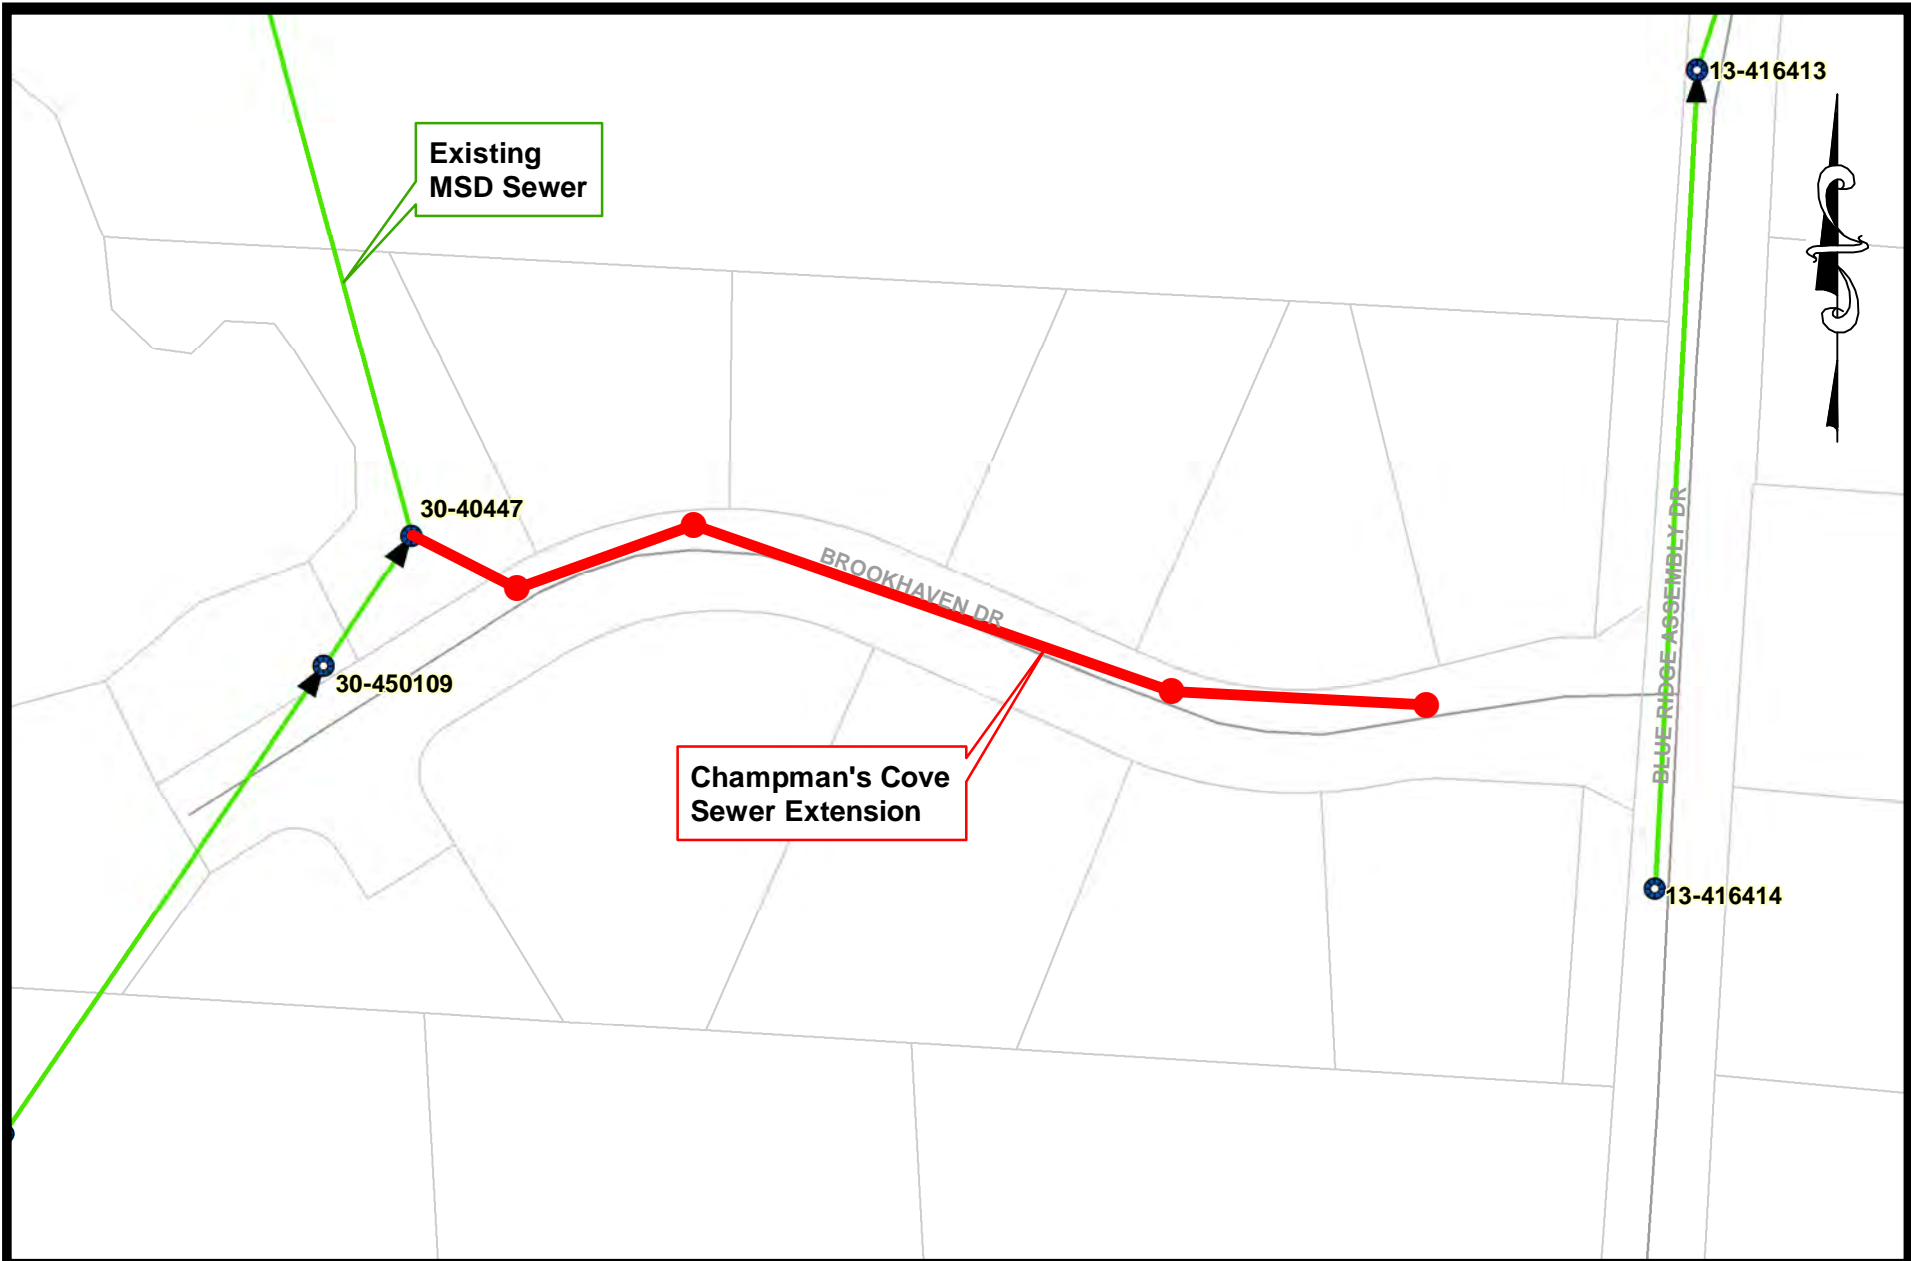 13-416413
Existing
MSD Sewer
30-40447
BROOKHAVEN DR
BLUE RIDGE ASSEMBLY DR
30-450109
Champman's Cove
Sewer Extension
13-416414